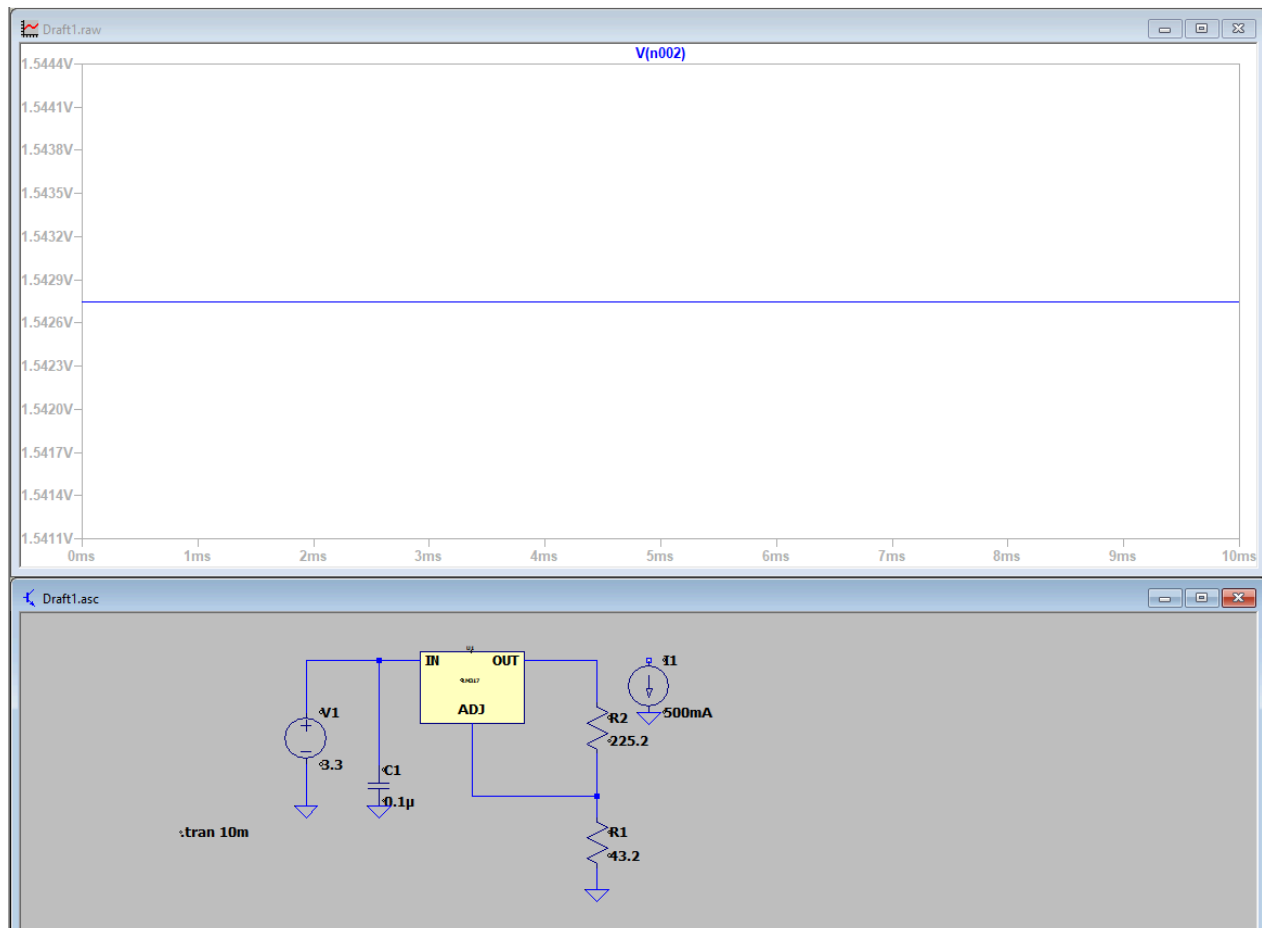 Draft1.raw
V(n002)
1.5444V
1.5441V
1.5438V
1.5435V
1.5432V
1.5429V
1.5426V
1.5423V
1.5420V
1.5417V
1.5414V
1.5411V
0ms 1ms 2ms 3ms 4ms 5ms 6ms 7ms 8ms 9ms 10ms
Draft1.asc
U1
IN OUT
ADJ
I1
500mA
V1
3.3
C1
0.1µ
R2
225.2
R1
43.2
.tran 10m